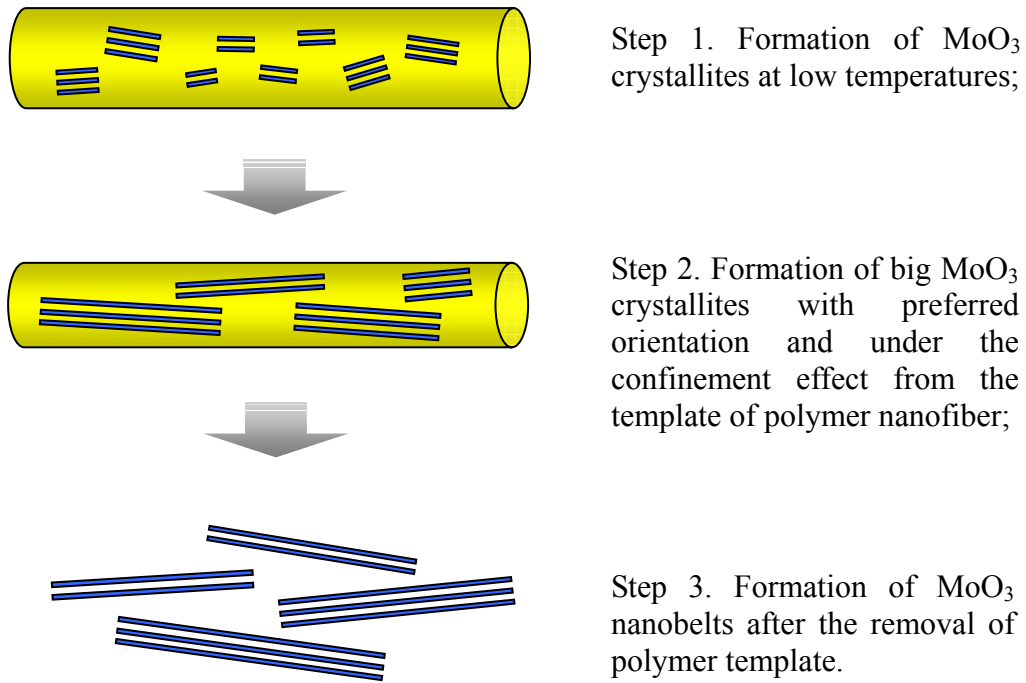 Step 1. Formation of MoO₃
crystallites at low temperatures;
Step 2. Formation of big MoO₃
crystallites with preferred
orientation and under the
confinement effect from the
template of polymer nanofiber;
Step 3. Formation of MoO₃
nanobelts after the removal of
polymer template.